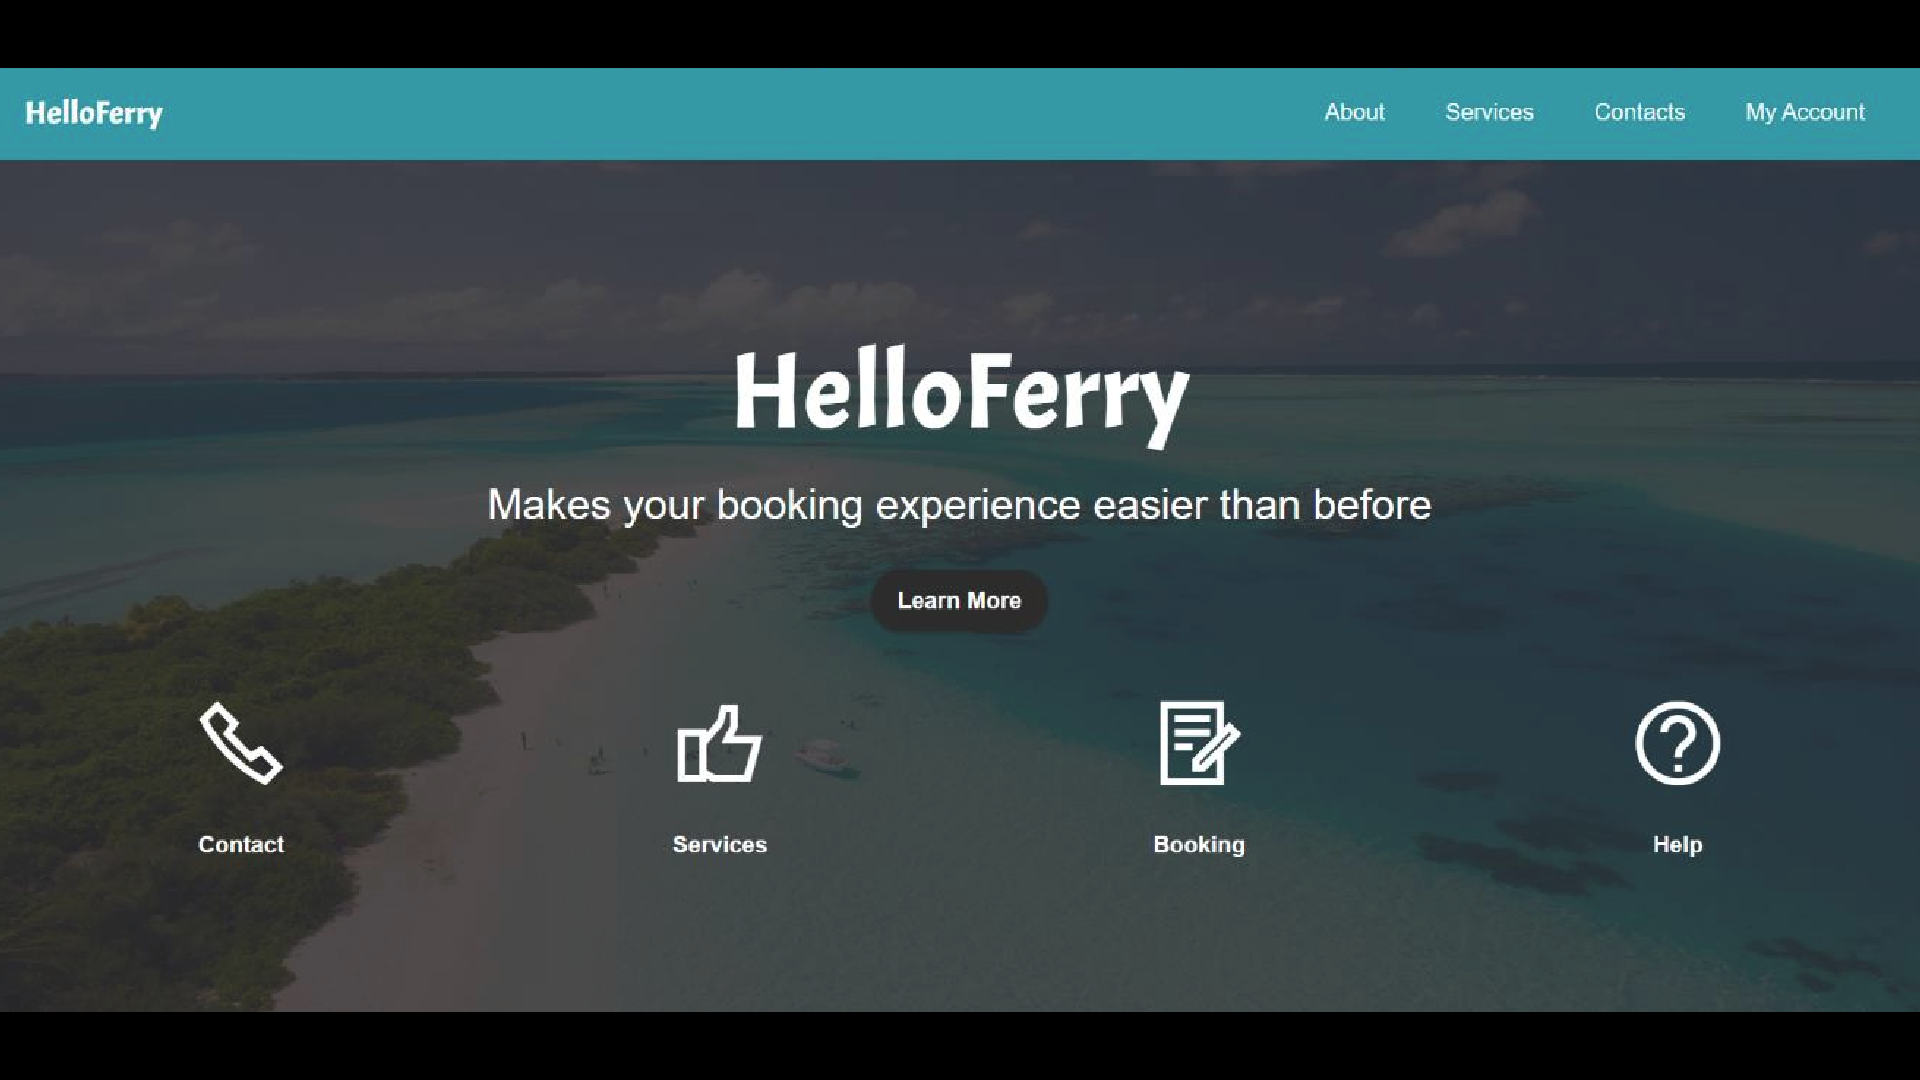 HelloFerry
About Services Contacts My Account
HelloFerry
Makes your booking experience easier than before
Learn More
Contact Services Booking Help